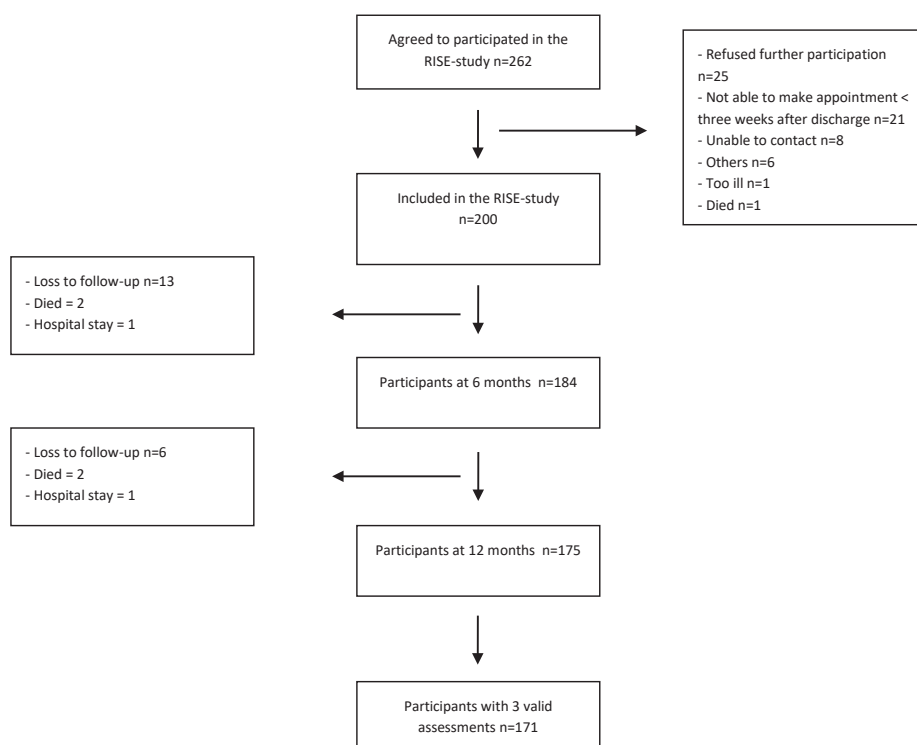 Agreed to participated in the
RISE-study n=262
- Refused further participation
n=25
- Not able to make appointment <
three weeks after discharge n=21
- Unable to contact n=8
- Others n=6
- Too ill n=1
- Died n=1
Included in the RISE-study
n=200
- Loss to follow-up n=13
- Died = 2
- Hospital stay = 1
Participants at 6 months n=184
- Loss to follow-up n=6
- Died = 2
- Hospital stay = 1
Participants at 12 months n=175
Participants with 3 valid
assessments n=171